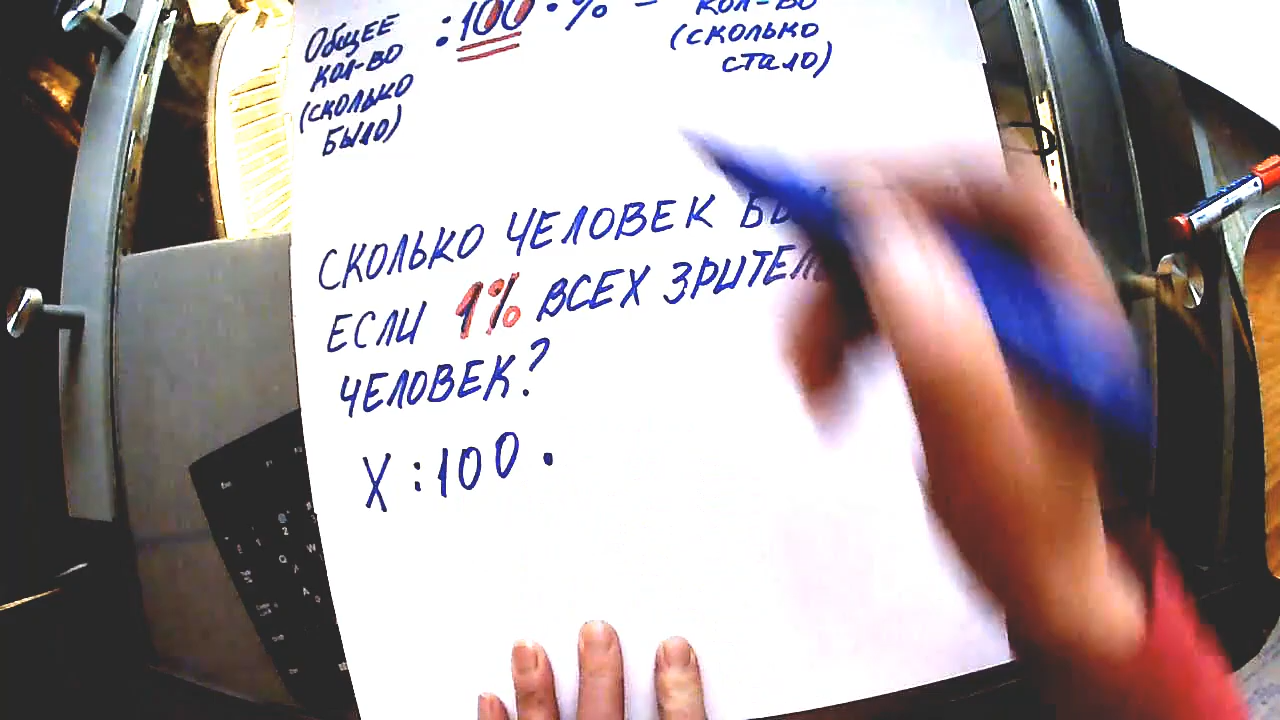 Общее : 100 · % =
кол-во
кол-во
(сколько
(сколько
стало)
было)
СКОЛЬКО ЧЕЛОВЕК
ЕСЛИ 1% ВСЕХ
ЧЕЛОВЕК?
X : 100 ·